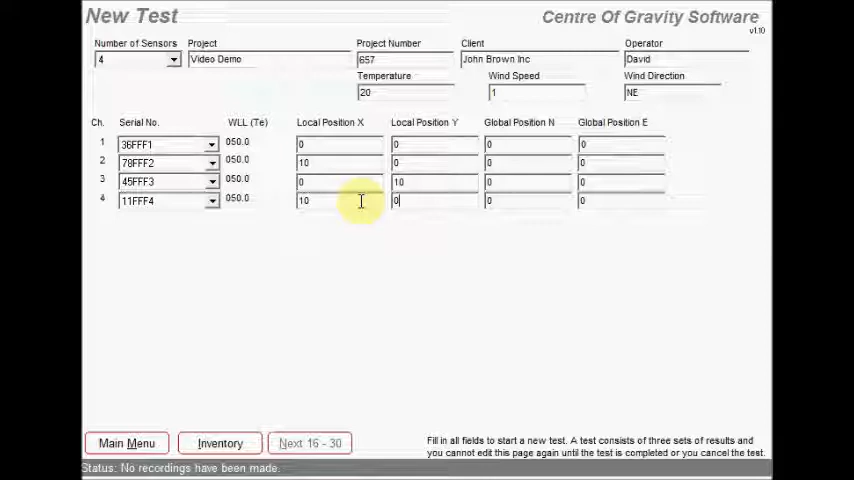 New Test
Centre Of Gravity Software
v1.10
Number of Sensors Project Project Number Client Operator
4 Video Demo 657 John Brown Inc David
Temperature Wind Speed Wind Direction
20 1 NE
Ch. Serial No. WLL (Te) Local Position X Local Position Y Global Position N Global Position E
1 36FFF1 050.0 0 0 0 0
2 78FFF2 050.0 10 0 0 0
3 45FFF3 050.0 0 10 0 0
4 11FFF4 050.0 10 0 0 0
Main Menu Inventory Next 16 - 30
Fill in all fields to start a new test. A test consists of three sets of results and
you cannot edit this page again until the test is completed or you cancel the test.
Status: No recordings have been made.